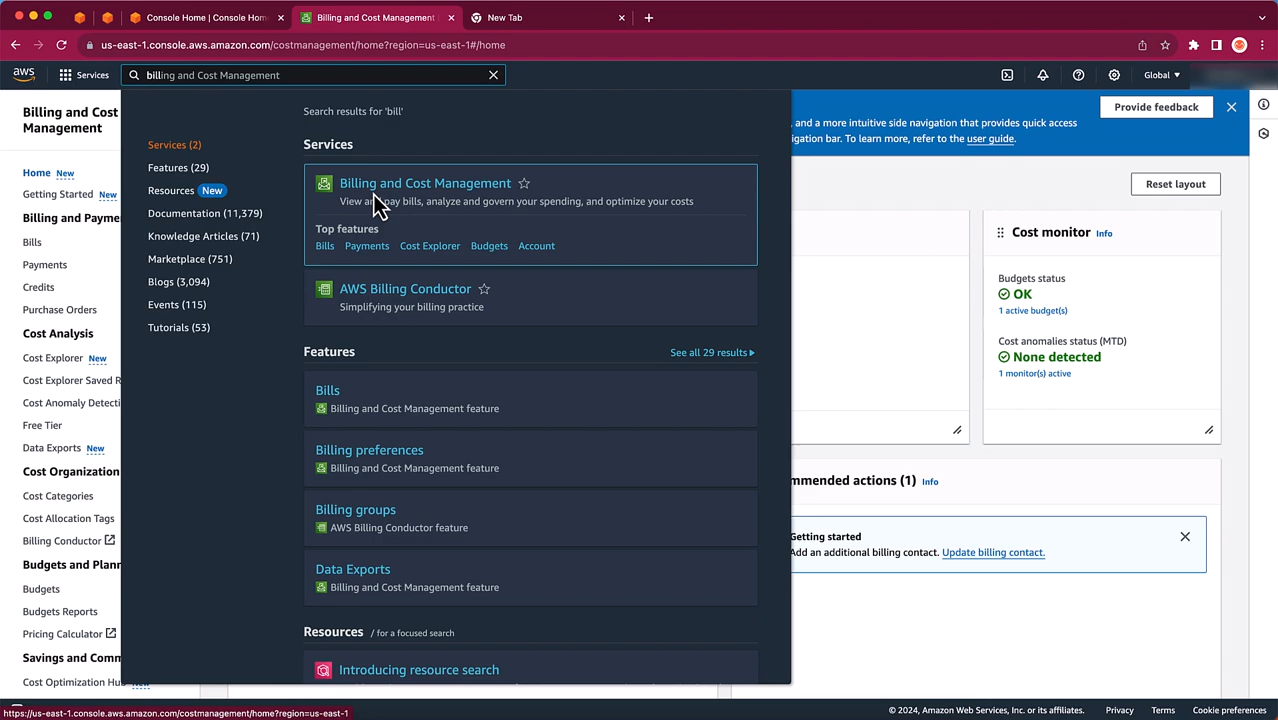 Console Home | Console Home
Billing and Cost Management
New Tab
us-east-1.console.aws.amazon.com/costmanagement/home?region=us-east-1#/home
aws
Services
billing and Cost Management
Global
Billing and Cost
Management
Home New
Getting Started New
Billing and Payme
Bills
Payments
Credits
Purchase Orders
Cost Analysis
Cost Explorer New
Cost Explorer Saved R
Cost Anomaly Detecti
Free Tier
Data Exports New
Cost Organization
Cost Categories
Cost Allocation Tags
Billing Conductor
Budgets and Plann
Budgets
Budgets Reports
Pricing Calculator
Savings and Comm
Cost Optimization Hub New
Services (2)
Features (29)
Resources New
Documentation (11,379)
Knowledge Articles (71)
Marketplace (751)
Blogs (3,094)
Events (115)
Tutorials (53)
Search results for 'bill'
Services
Billing and Cost Management
View and pay bills, analyze and govern your spending, and optimize your costs
Top features
Bills Payments Cost Explorer Budgets Account
AWS Billing Conductor
Simplifying your billing practice
Features
See all 29 results
Bills
Billing and Cost Management feature
Billing preferences
Billing and Cost Management feature
Billing groups
AWS Billing Conductor feature
Data Exports
Billing and Cost Management feature
Resources / for a focused search
Introducing resource search
, and a more intuitive side navigation that provides quick access
igation bar. To learn more, refer to the user guide.
Provide feedback
Reset layout
Cost monitor Info
Budgets status
OK
1 active budget(s)
Cost anomalies status (MTD)
None detected
1 monitor(s) active
mmended actions (1) Info
Getting started
Add an additional billing contact. Update billing contact.
https://us-east-1.console.aws.amazon.com/costmanagement/home?region=us-east-1
© 2024, Amazon Web Services, Inc. or its affiliates.
Privacy
Terms
Cookie preferences